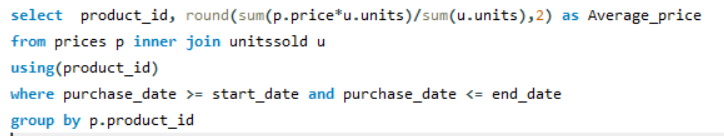 select  product_id, round(sum(p.price*u.units)/sum(u.units),2) as Average_price
from prices p inner join unitssold u
using(product_id)
where purchase_date >= start_date and purchase_date <= end_date
group by p.product_id